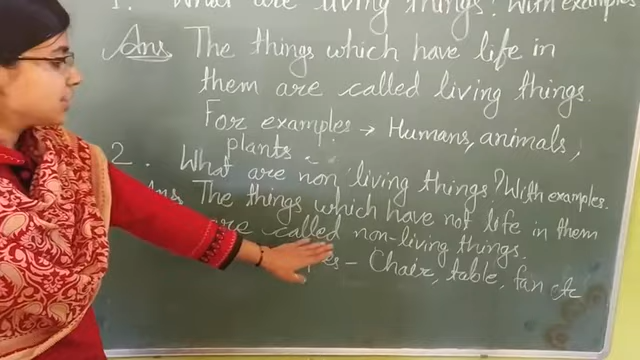 1. What are living things? With examples
Ans The things which have life in
them are called living things.
For examples → Humans, animals,
plants
2. What are non living things? With examples.
Ans The things which have not life in them
are called non-living things.
Chair, table, fan etc